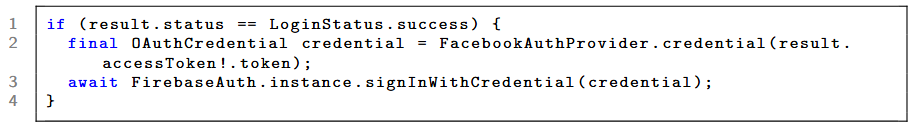 1 if (result.status == LoginStatus.success) {
2   final OAuthCredential credential = FacebookAuthProvider.credential(result.
      accessToken!.token);
3   await FirebaseAuth.instance.signInWithCredential(credential);
4 }